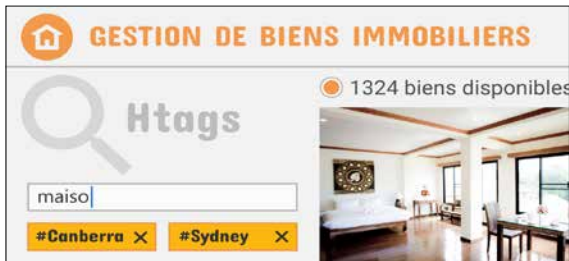 GESTION DE BIENS IMMOBILIERS
1324 biens disponibles
Htags
maiso
#Canberra × #Sydney ×